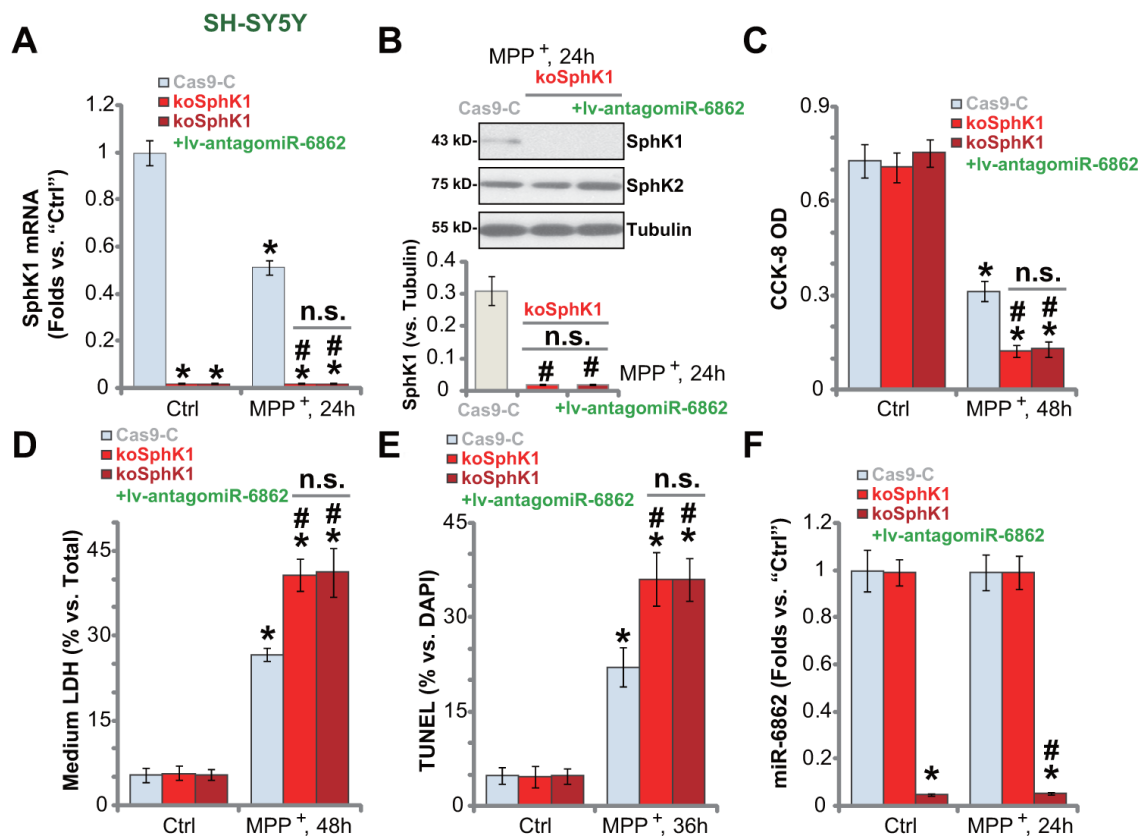 SH-SY5Y
A
Cas9-C
koSphK1
koSphK1
+lv-antagomiR-6862
SphK1 mRNA
(Folds vs. “Ctrl”)
1.2
1
0.8
0.6
0.4
0.2
0
* *
*
n.s.
# #
* *
Ctrl
MPP +, 24h
B
MPP +, 24h
koSphK1
Cas9-C
+lv-antagomiR-6862
43 kD-
SphK1
75 kD-
SphK2
55 kD-
Tubulin
SphK1 (vs. Tubulin)
0.4
0.3
0.2
0.1
0
koSphK1
n.s.
# #
MPP +, 24h
Cas9-C
+lv-antagomiR-6862
C
Cas9-C
koSphK1
koSphK1
+lv-antagomiR-6862
CCK-8 OD
0.9
0.6
0.3
0
*
n.s.
# #
* *
Ctrl
MPP +, 48h
D
Cas9-C
koSphK1
koSphK1
+lv-antagomiR-6862
Medium LDH (% vs. Total)
45
30
15
0
*
n.s.
# #
* *
Ctrl
MPP +, 48h
E
Cas9-C
koSphK1
koSphK1
+lv-antagomiR-6862
TUNEL (% vs. DAPI)
45
30
15
0
*
n.s.
# #
* *
Ctrl
MPP +, 36h
F
Cas9-C
koSphK1
koSphK1
+lv-antagomiR-6862
miR-6862 (Folds vs. “Ctrl”)
1.2
1
0.8
0.6
0.4
0.2
0
*
#
*
Ctrl
MPP +, 24h